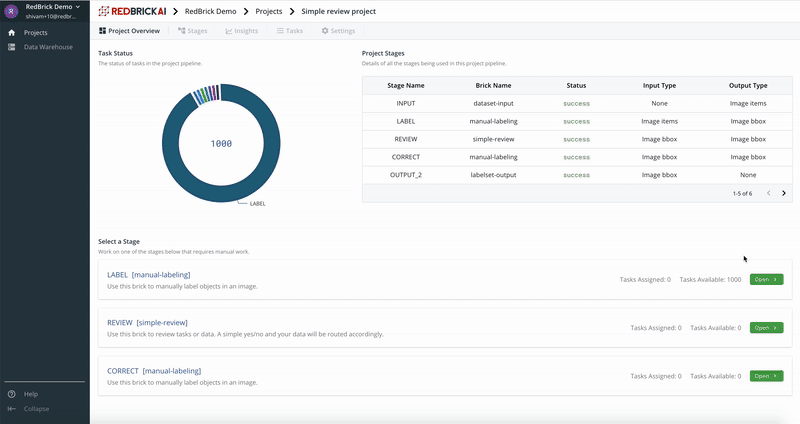 RedBrick Demo
shivam+10@redbr...
Projects
Data Warehouse
Help
Collapse
REDBRICK AI > RedBrick Demo > Projects > Simple review project
Project Overview Stages Insights Tasks Settings
Task Status
The status of tasks in the project pipeline.
1000
LABEL
Project Stages
Details of all the stages being used in this project pipeline.
Stage Name Brick Name Status Input Type Output Type
INPUT dataset-input success None Image items
LABEL manual-labeling success Image items Image bbox
REVIEW simple-review success Image bbox Image bbox
CORRECT manual-labeling success Image bbox Image bbox
OUTPUT_2 labelset-output success Image bbox None
1-5 of 6 < >
Select a Stage
Work on one of the stages below that requires manual work.
LABEL [manual-labeling]
Use this brick to manually label objects in an image.
Tasks Assigned: 0 Tasks Available: 1000 Open >
REVIEW [simple-review]
Use this brick to review tasks or data. A simple yes/no and your data will be routed accordingly.
Tasks Assigned: 0 Tasks Available: 0 Open >
CORRECT [manual-labeling]
Use this brick to manually label objects in an image.
Tasks Assigned: 0 Tasks Available: 0 Open >